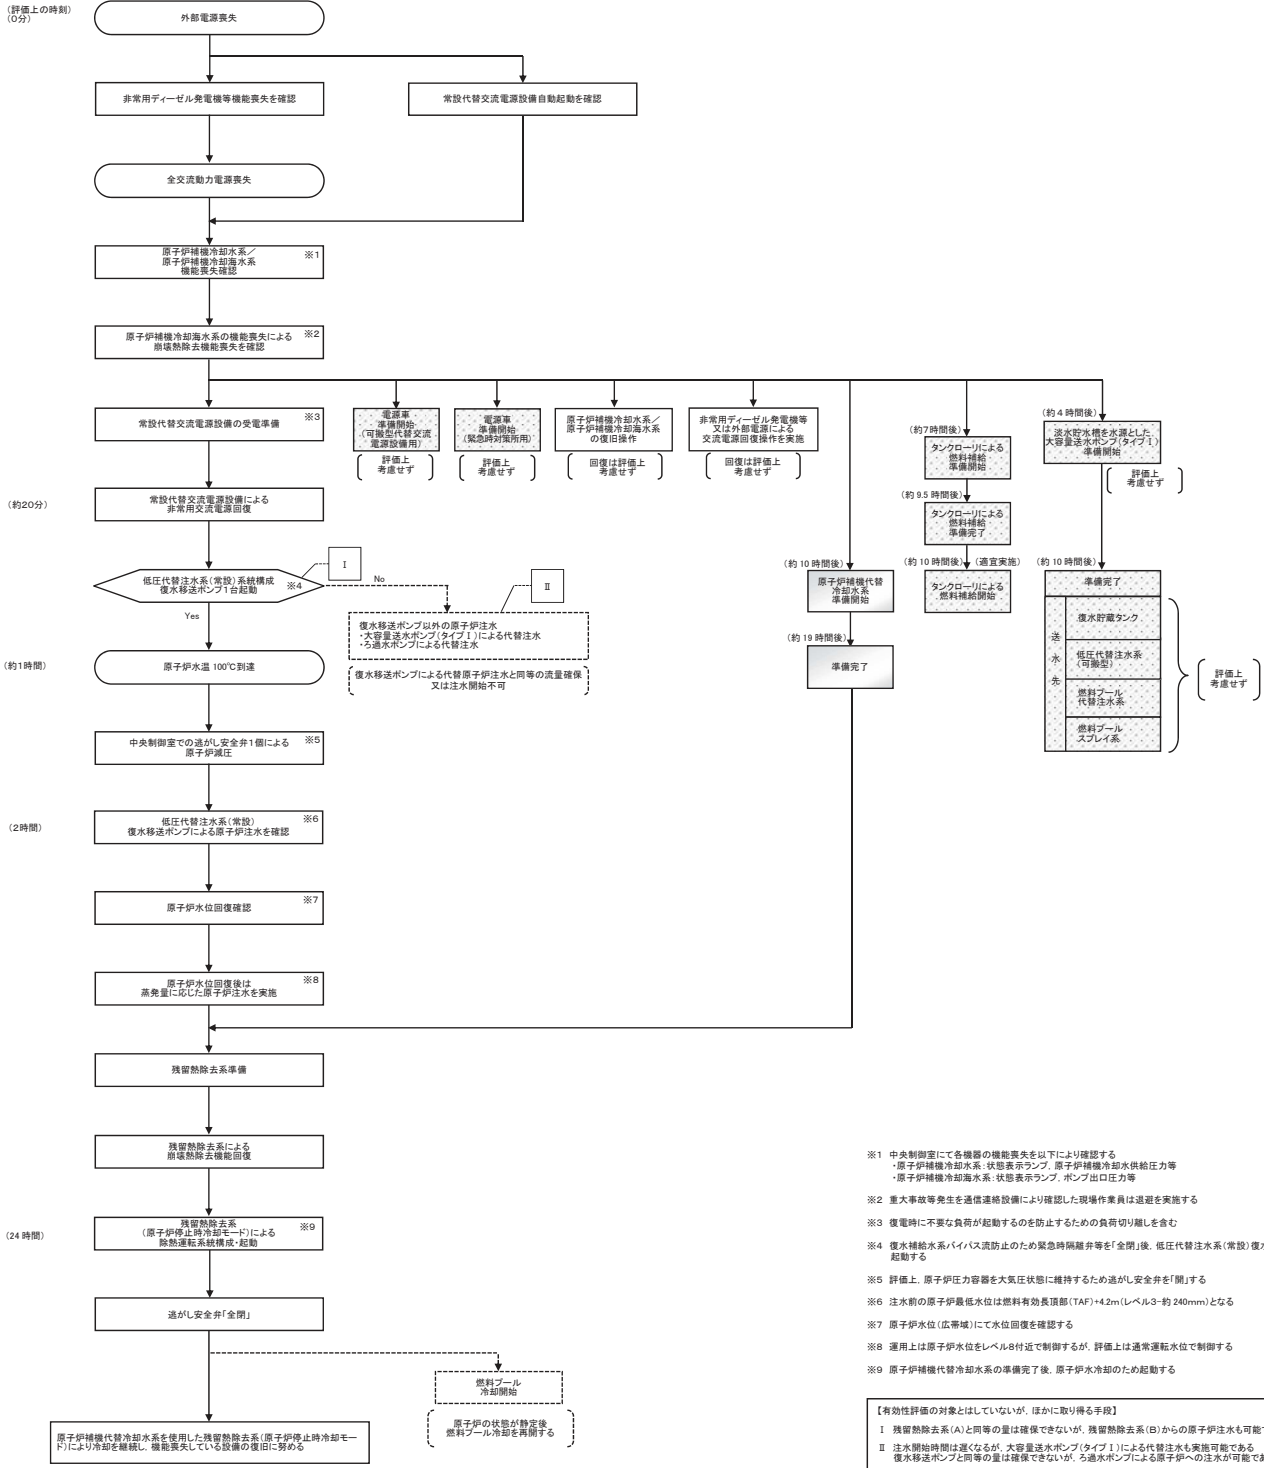 (評価上の時刻)
(0分)
外部電源喪失
非常用ディーゼル発電機等機能喪失を確認
常設代替交流電源設備自動起動を確認
全交流動力電源喪失
原子炉補機冷却水系／
原子炉補機冷却海水系
機能喪失確認
※1
原子炉補機冷却海水系の機能喪失による
崩壊熱除去機能喪失を確認
※2
常設代替交流電源設備の受電準備
※3
電源車
準備開始
(可搬型代替交流
電源設備用)
評価上
考慮せず
電源車
準備開始
(緊急時対策所用)
評価上
考慮せず
原子炉補機冷却水系／
原子炉補機冷却海水系
の復旧操作
回復は評価上
考慮せず
非常用ディーゼル発電機等
又は外部電源による
交流電源回復操作を実施
回復は評価上
考慮せず
(約7時間後)
タンクローリによる
燃料補給
準備開始
(約 9.5 時間後)
タンクローリによる
燃料補給
準備完了
(約 10 時間後)
(適宜実施)
タンクローリによる
燃料補給開始
(約 4 時間後)
淡水貯水槽を水源とした
大容量送水ポンプ(タイプⅠ)
準備開始
評価上
考慮せず
(約 10 時間後)
準備完了
送水先
復水貯蔵タンク
低圧代替注水系
(可搬型)
燃料プール
代替注水系
燃料プール
スプレイ系
評価上
考慮せず
(約 10 時間後)
原子炉補機代替
冷却水系
準備開始
(約 19 時間後)
準備完了
(約20分)
常設代替交流電源設備による
非常用交流電源回復
低圧代替注水系(常設)系統構成
復水移送ポンプ1台起動
※4
Ⅰ
No
Yes
Ⅱ
復水移送ポンプ以外の原子炉注水
・大容量送水ポンプ(タイプⅠ)による代替注水
・ろ過水ポンプによる代替注水
復水移送ポンプによる代替原子炉注水と同等の流量確保
又は注水開始不可
(約1時間)
原子炉水温 100℃到達
中央制御室での逃がし安全弁1個による
原子炉減圧
※5
(2時間)
低圧代替注水系(常設)
復水移送ポンプによる原子炉注水を確認
※6
原子炉水位回復確認
※7
原子炉水位回復後は
蒸発量に応じた原子炉注水を実施
※8
残留熱除去系準備
残留熱除去系による
崩壊熱除去機能回復
(24 時間)
残留熱除去系
(原子炉停止時冷却モード)による
除熱運転系統構成・起動
※9
逃がし安全弁「全閉」
燃料プール
冷却開始
原子炉の状態が静定後
燃料プール冷却を再開する
原子炉補機代替冷却水系を使用した残留熱除去系(原子炉停止時冷却モー
ド)により冷却を継続し，機能喪失している設備の復旧に努める
※1 中央制御室にて各機器の機能喪失を以下により確認する
・原子炉補機冷却水系：状態表示ランプ，原子炉補機冷却水供給圧力等
・原子炉補機冷却海水系：状態表示ランプ，ポンプ出口圧力等
※2 重大事故等発生を通信連絡設備により確認した現場作業員は退避を実施する
※3 復電時に不要な負荷が起動するのを防止するための負荷切り離しを含む
※4 復水補給水系バイパス流防止のため緊急時隔離弁等を「全閉」後，低圧代替注水系(常設)復水
起動する
※5 評価上，原子炉圧力容器を大気圧状態に維持するため逃がし安全弁を「開」する
※6 注水前の原子炉最低水位は燃料有効長頂部(TAF)+4.2m(レベル3-約 240mm)となる
※7 原子炉水位(広帯域)にて水位回復を確認する
※8 運用上は原子炉水位をレベル8付近で制御するが，評価上は通常運転水位で制御する
※9 原子炉補機代替冷却水系の準備完了後，原子炉水冷却のため起動する
【有効性評価の対象とはしていないが，ほかに取り得る手段】
Ⅰ 残留熱除去系(A)と同等の量は確保できないが，残留熱除去系(B)からの原子炉注水も可能で
Ⅱ 注水開始時間は遅くなるが，大容量送水ポンプ(タイプⅠ)による代替注水も実施可能である
復水移送ポンプと同等の量は確保できないが，ろ過水ポンプによる原子炉への注水が可能であ